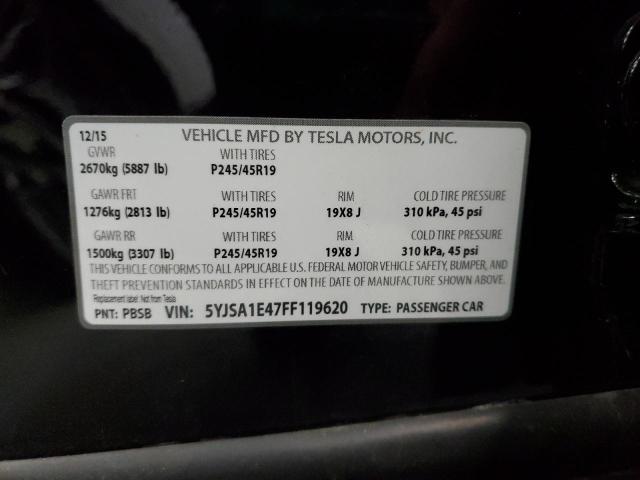 12/15 VEHICLE MFD BY TESLA MOTORS, INC.
GVWR WITH TIRES
2670kg (5887 lb) P245/45R19
GAWR FRT WITH TIRES RIM COLD TIRE PRESSURE
1276kg (2813 lb) P245/45R19 19X8 J 310 kPa, 45 psi
GAWR RR WITH TIRES RIM COLD TIRE PRESSURE
1500kg (3307 lb) P245/45R19 19X8 J 310 kPa, 45 psi
THIS VEHICLE CONFORMS TO ALL APPLICABLE U.S. FEDERAL MOTOR VEHICLE SAFETY, BUMPER, AND
THEFT PREVENTION STANDARDS IN EFFECT ON THE DATE OF MANUFACTURE SHOWN ABOVE.
Replacement label: Not from Tesla
PNT: PBSB VIN: 5YJSA1E47FF119620 TYPE: PASSENGER CAR